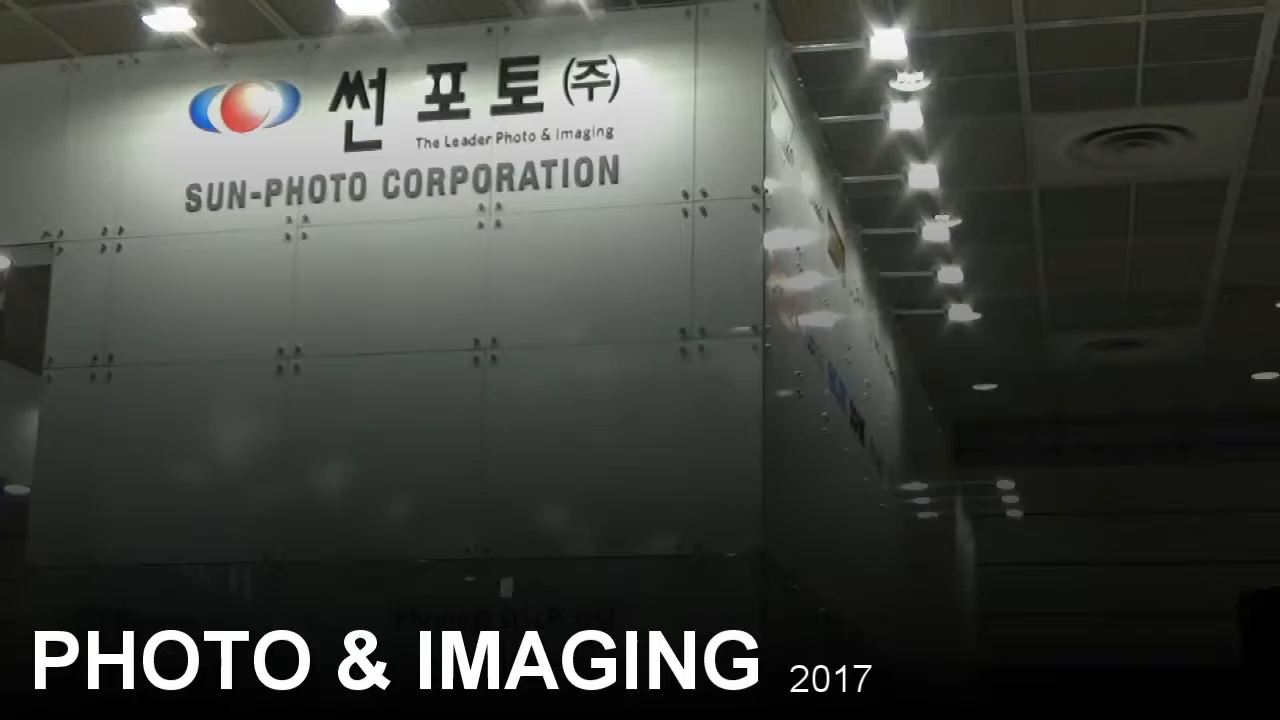 썬 포토 ㈜
The Leader Photo & Imaging
SUN-PHOTO CORPORATION
PHOTO & IMAGING 2017